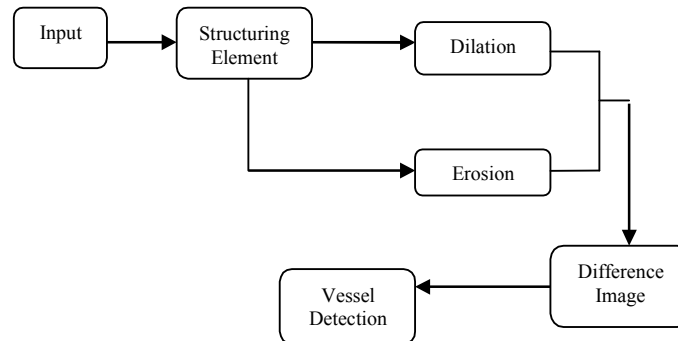 Input
Structuring
Element
Dilation
Erosion
Difference
Image
Vessel
Detection